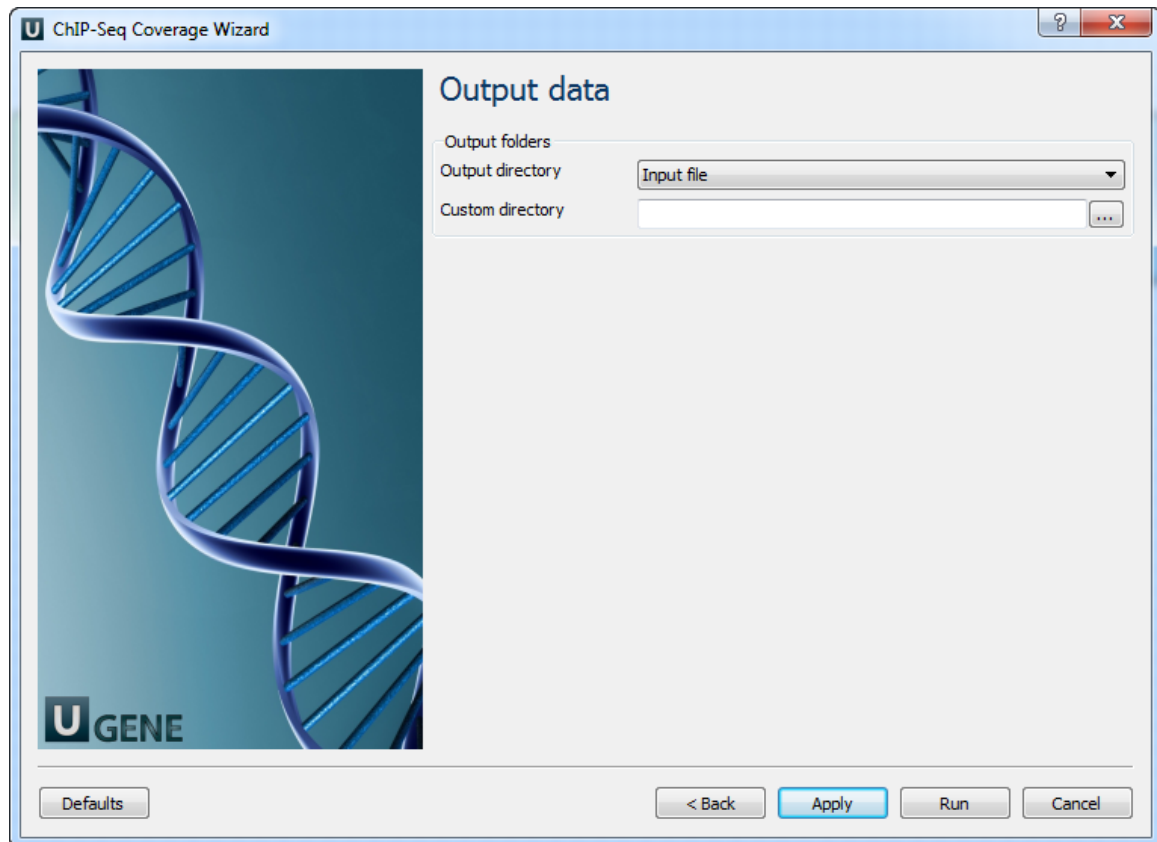 U ChIP-Seq Coverage Wizard
?
X
Output data
Output folders
Output directory
Input file
Custom directory
...
U GENE
Defaults
< Back
Apply
Run
Cancel